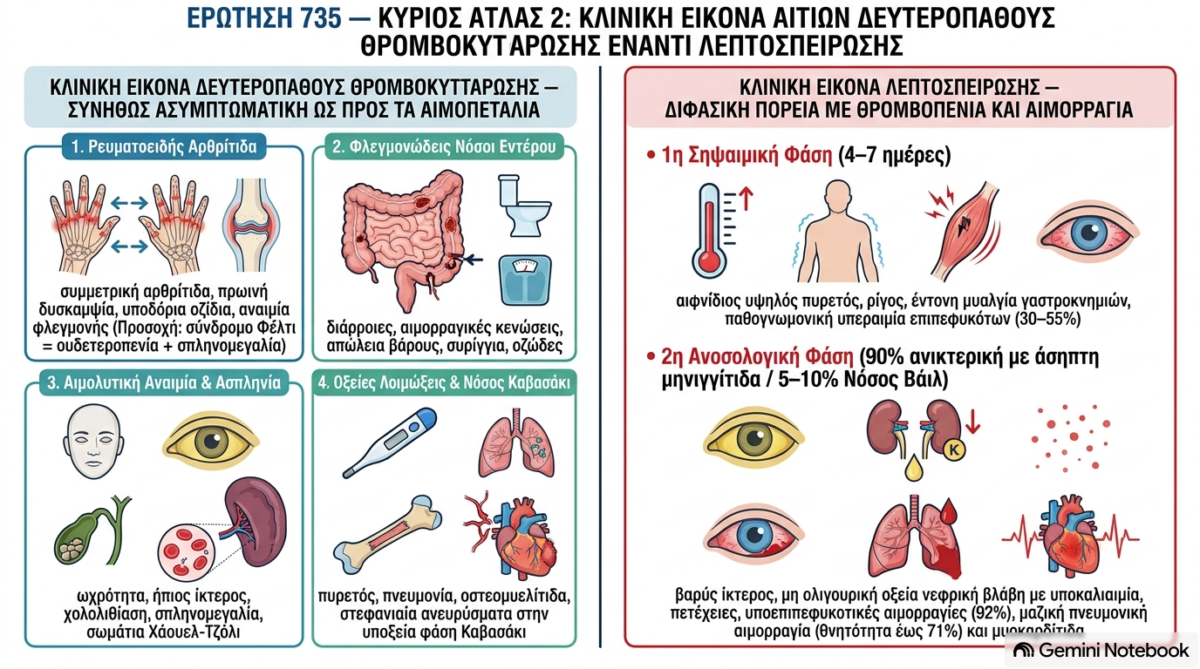 ΕΡΩΤΗΣΗ 735 — ΚΥΡΙΟΣ ΑΤΛΑΣ 2: ΚΛΙΝΙΚΗ ΕΙΚΟΝΑ ΑΙΤΙΩΝ ΔΕΥΤΕΡΟΠΑΘΟΥΣ
ΘΡΟΜΒΟΚΥΤΑΡΩΣΗΣ ΕΝΑΝΤΙ ΛΕΠΤΟΣΠΕΙΡΩΣΗΣ
ΚΛΙΝΙΚΗ ΕΙΚΟΝΑ ΔΕΥΤΕΡΟΠΑΘΟΥΣ ΘΡΟΜΒΟΚΥΤΤΑΡΩΣΗΣ —
ΣΥΝΗΘΩΣ ΑΣΥΜΠΤΩΜΑΤΙΚΗ ΩΣ ΠΡΟΣ ΤΑ ΑΙΜΟΠΕΤΑΛΙΑ
1. Ρευματοειδής Αρθρίτιδα
συμμετρική αρθρίτιδα, πρωινή
δυσκαμψία, υποδόρια οζίδια, αναιμία
φλεγμονής (Προσοχή: σύνδρομο Φέλτι
= ουδετεροπενία + σπληνομεγαλία)
2. Φλεγμονώδεις Νόσοι Εντέρου
διάρροιες, αιμορραγικές κενώσεις,
απώλεια βάρους, συρίγγια, οζώδες
3. Αιμολυτική Αναιμία & Ασπληνία
ωχρότητα, ήπιος ίκτερος,
χολολιθίαση, σπληνομεγαλία,
σωμάτια Χάουελ-Τζόλι
4. Οξείες Λοιμώξεις & Νόσος Καβασάκι
πυρετός, πνευμονία, οστεομυελίτιδα,
στεφανιαία ανευρύσματα στην
υποξεία φάση Καβασάκι
ΚΛΙΝΙΚΗ ΕΙΚΟΝΑ ΛΕΠΤΟΣΠΕΙΡΩΣΗΣ —
ΔΙΦΑΣΙΚΗ ΠΟΡΕΙΑ ΜΕ ΘΡΟΜΒΟΠΕΝΙΑ ΚΑΙ ΑΙΜΟΡΡΑΓΙΑ
• 1η Σηψαιμική Φάση (4–7 ημέρες)
αιφνίδιος υψηλός πυρετός, ρίγος, έντονη μυαλγία γαστροκνημιών,
παθογνωμονική υπεραιμία επιπεφυκότων (30–55%)
• 2η Ανοσολογική Φάση (90% ανικτερική με άσηπτη
μηνιγγίτιδα / 5–10% Νόσος Βάιλ)
K
βαρύς ίκτερος, μη ολιγουρική οξεία νεφρική βλάβη με υποκαλιαιμία,
πετέχειες, υποεπιπεφυκοτικές αιμορραγίες (92%), μαζική πνευμονική
αιμορραγία (θνητότητα έως 71%) και μυοκαρδίτιδα
Gemini Notebook